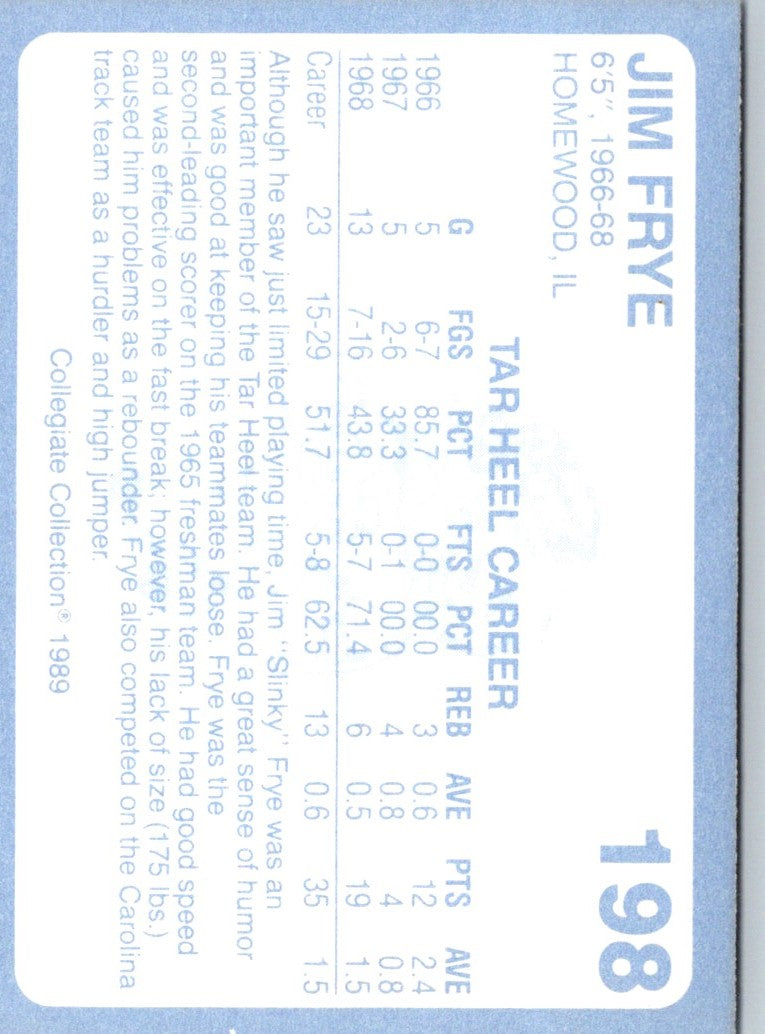 JIM FRYE 198
6'5", 1966-68
HOMEWOOD, IL
TAR HEEL CAREER
G FGS PCT FTS PCT REB AVE PTS AVE
1966 5 6-7 85.7 0-0 00.0 3 0.6 12 2.4
1967 5 2-6 33.3 0-1 00.0 4 0.8 4 0.8
1968 13 7-16 43.8 5-7 71.4 6 0.5 19 1.5
Career 23 15-29 51.7 5-8 62.5 13 0.6 35 1.5
Although he saw just limited playing time, Jim "Slinky" Frye was an
important member of the Tar Heel team. He had a great sense of humor
and was good at keeping his teammates loose. Frye was the
second-leading scorer on the 1965 freshman team. He had good speed
and was effective on the fast break; however, his lack of size (175 lbs.)
caused him problems as a rebounder. Frye also competed on the Carolina
track team as a hurdler and high jumper.
Collegiate Collection® 1989